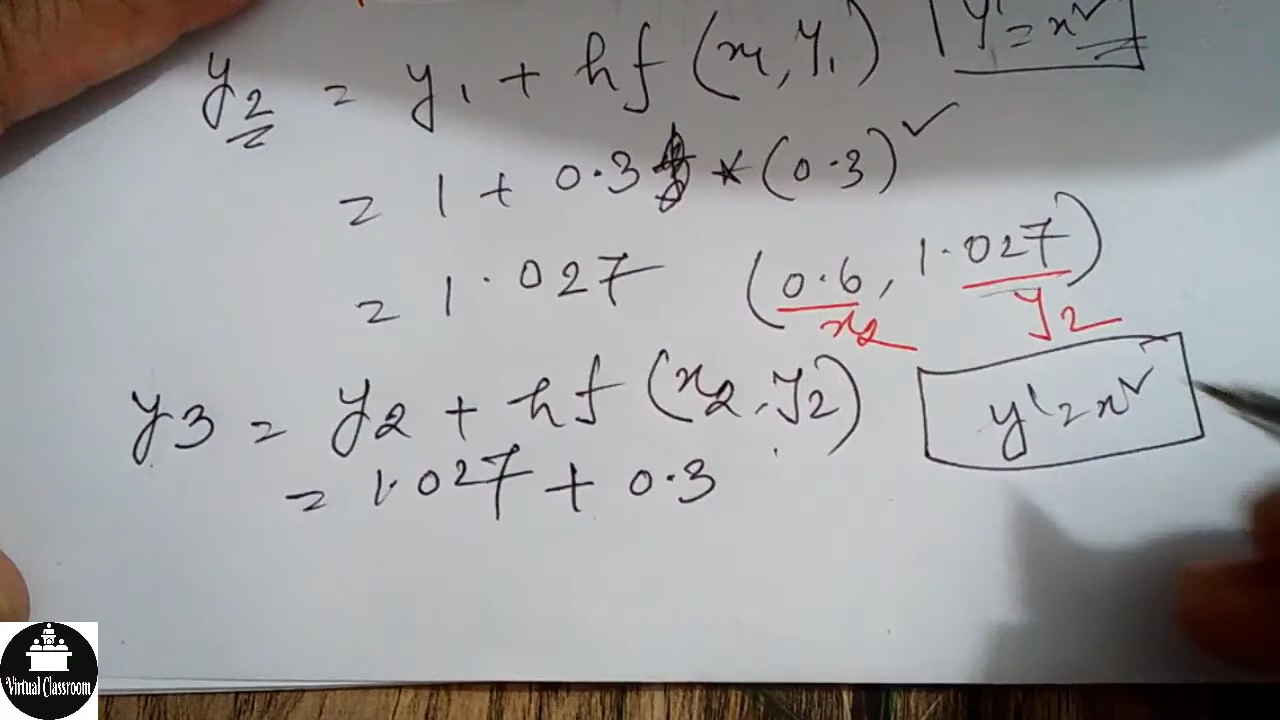 y₂ = y₁ + hf(x₁, y₁) y' = x²
= 1 + 0.3 * (0.3)²
= 1.027 (0.6, 1.027)
x₂ y₂
y₃ = y₂ + hf(x₂, y₂) y' = x²
= 1.027 + 0.3
Virtual Classroom